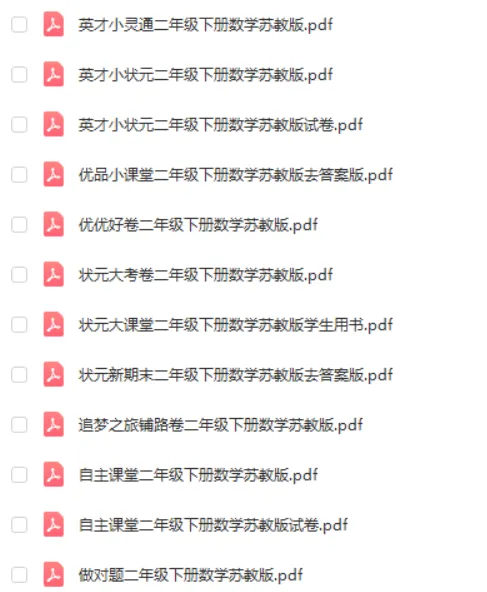 英才小灵通二年级下册数学苏教版.pdf
英才小状元二年级下册数学苏教版.pdf
英才小状元二年级下册数学苏教版试卷.pdf
优品小课堂二年级下册数学苏教版去答案版.pdf
优优好卷二年级下册数学苏教版.pdf
状元大考卷二年级下册数学苏教版.pdf
状元大课堂二年级下册数学苏教版学生用书.pdf
状元新期末二年级下册数学苏教版去答案版.pdf
追梦之旅铺路卷二年级下册数学苏教版.pdf
自主课堂二年级下册数学苏教版.pdf
自主课堂二年级下册数学苏教版试卷.pdf
做对题二年级下册数学苏教版.pdf